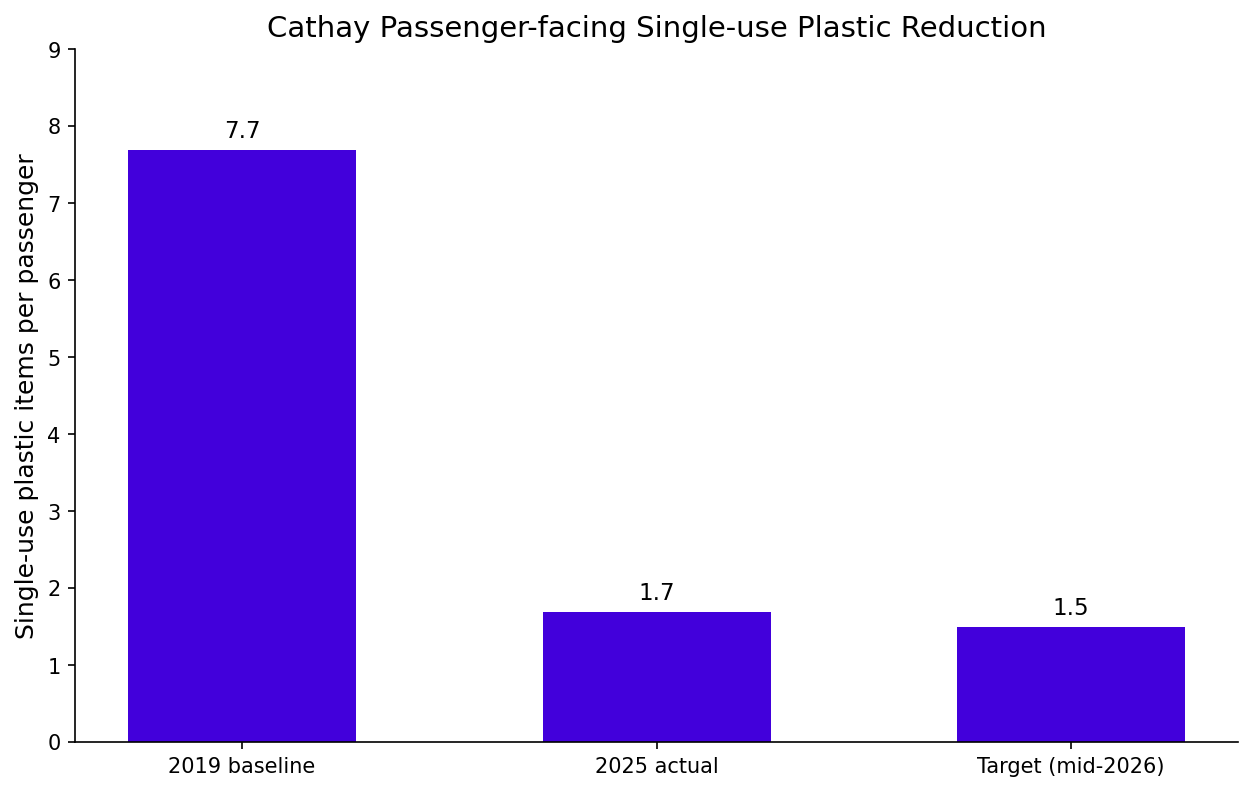 Cathay Passenger-facing Single-use Plastic Reduction
Single-use plastic items per passenger
9
8
7
6
5
4
3
2
1
0
7.7
1.7
1.5
2019 baseline
2025 actual
Target (mid-2026)